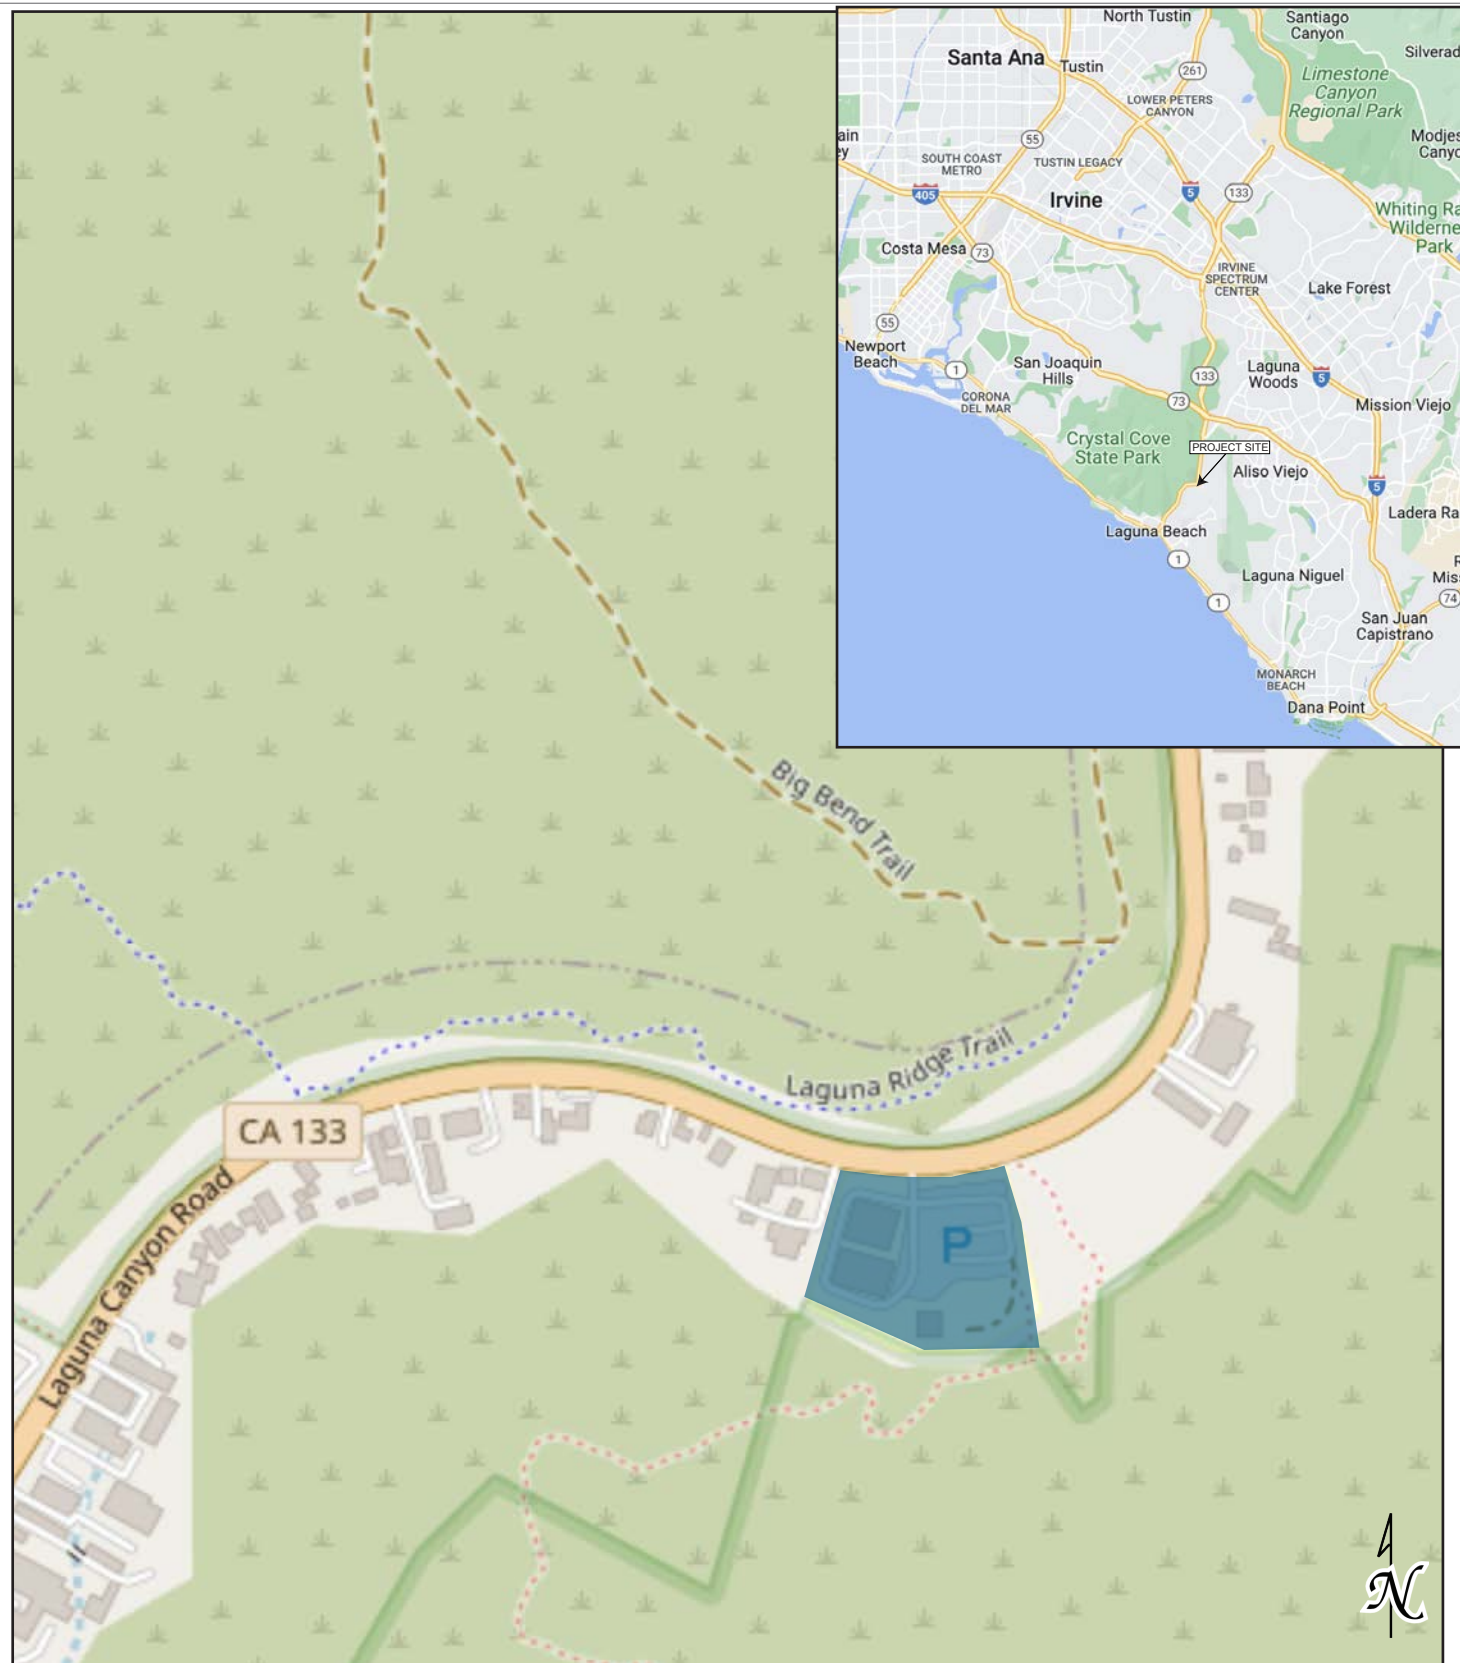 North Tustin
Santiago
Canyon
Santa Ana
Tustin
Silverad
261
Limestone
Canyon
Regional Park
LOWER PETERS
CANYON
55
ain
ey
Modjes
Canyo
SOUTH COAST
METRO
TUSTIN LEGACY
405
Irvine
5
133
Whiting Ra
Wilderne
Park
Costa Mesa
73
IRVINE
SPECTRUM
CENTER
Lake Forest
55
Newport
Beach
1
San Joaquin
Hills
133
Laguna
Woods
5
CORONA
DEL MAR
73
Mission Viejo
Crystal Cove
State Park
PROJECT SITE
Aliso Viejo
5
Ladera Ra
Laguna Beach
1
Laguna Niguel
R
Miss
74
1
San Juan
Capistrano
MONARCH
BEACH
Dana Point
Big Bend Trail
Laguna Ridge Trail
CA 133
Laguna Canyon Road
P
N